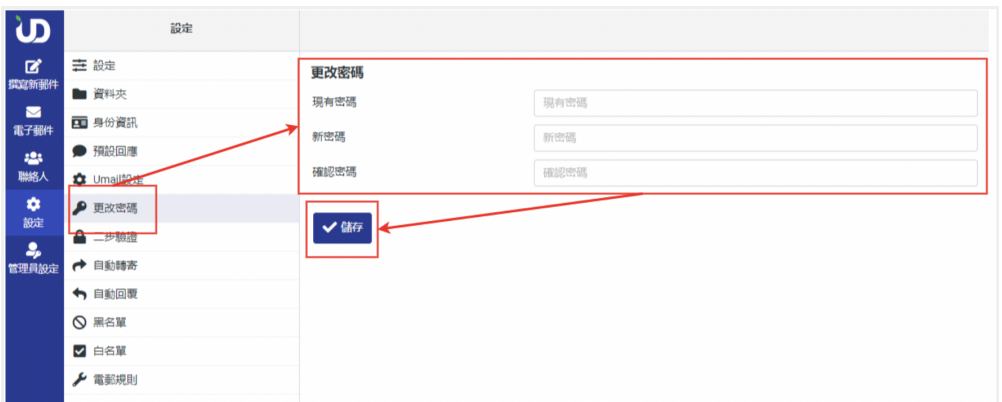 UD
撰寫新郵件
電子郵件
聯絡人
設定
管理員設定
設定
設定
資料夾
身份資訊
預設回應
Umail設定
更改密碼
二步驗證
自動轉寄
自動回覆
黑名單
白名單
電郵規則
更改密碼
現有密碼
現有密碼
新密碼
新密碼
確認密碼
確認密碼
儲存